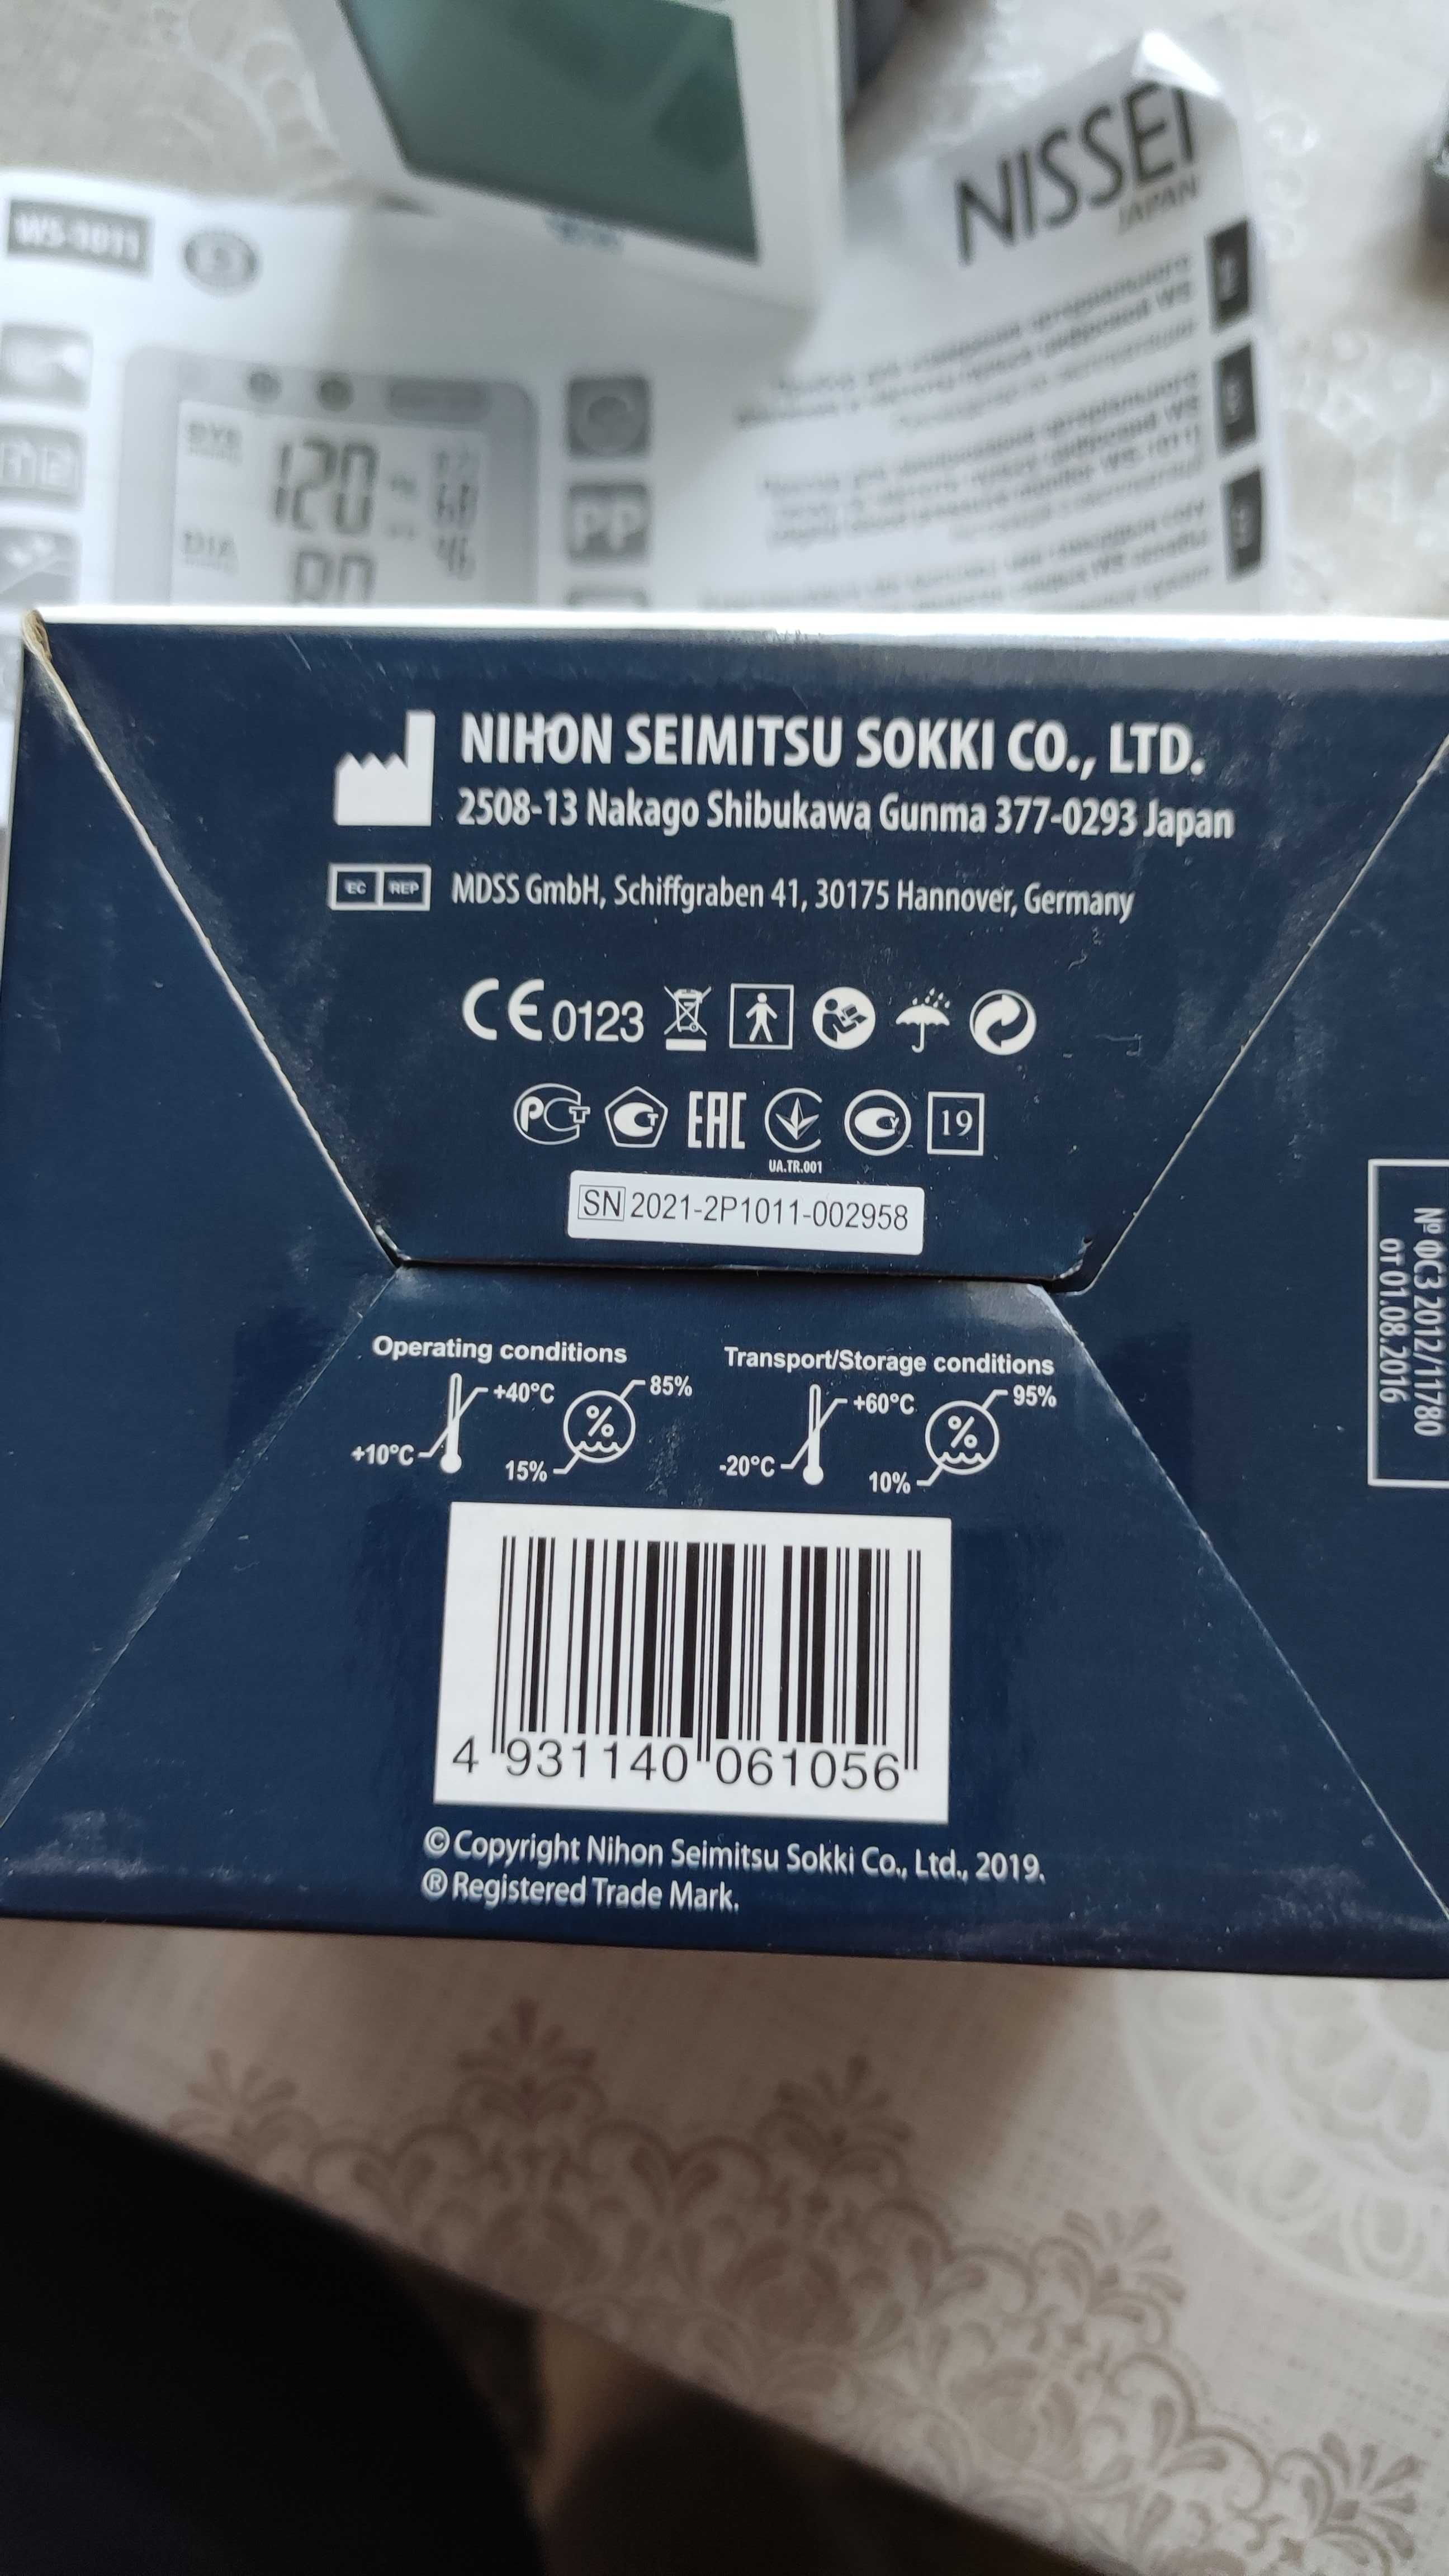 NISSEI
JAPAN
WS-1011
SYS
120
DIA
80
PP
NIHON SEIMITSU SOKKI CO., LTD.
2508-13 Nakago Shibukawa Gunma 377-0293 Japan
EC REP MDSS GmbH, Schiffgraben 41, 30175 Hannover, Germany
CE 0123
РСТ СТ EAC 19
UA.TR.001
SN 2021-2P1011-002958
№ ФСЗ 2012/11780
от 01.08.2016
Operating conditions Transport/Storage conditions
+40°C 85% +60°C 95%
% %
+10°C 15% -20°C 10%
4 931140 061056
© Copyright Nihon Seimitsu Sokki Co., Ltd., 2019.
® Registered Trade Mark.